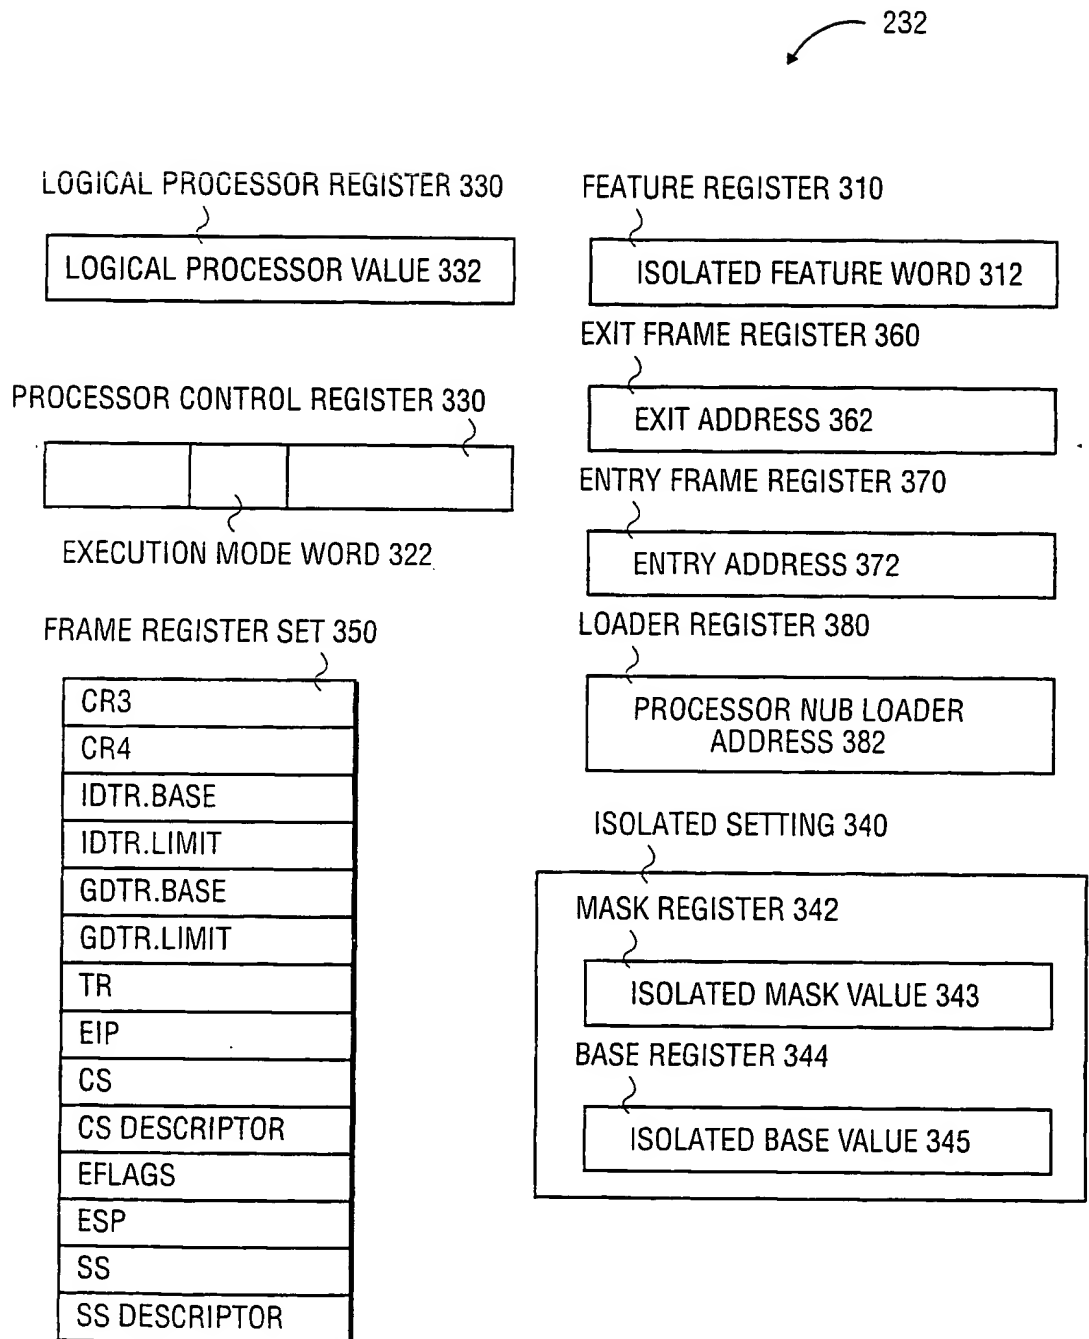 232
LOGICAL PROCESSOR REGISTER 330
LOGICAL PROCESSOR VALUE 332
PROCESSOR CONTROL REGISTER 330
EXECUTION MODE WORD 322
FRAME REGISTER SET 350
CR3
CR4
IDTR.BASE
IDTR.LIMIT
GDTR.BASE
GDTR.LIMIT
TR
EIP
CS
CS DESCRIPTOR
EFLAGS
ESP
SS
SS DESCRIPTOR
FEATURE REGISTER 310
ISOLATED FEATURE WORD 312
EXIT FRAME REGISTER 360
EXIT ADDRESS 362
ENTRY FRAME REGISTER 370
ENTRY ADDRESS 372
LOADER REGISTER 380
PROCESSOR NUB LOADER
ADDRESS 382
ISOLATED SETTING 340
MASK REGISTER 342
ISOLATED MASK VALUE 343
BASE REGISTER 344
ISOLATED BASE VALUE 345